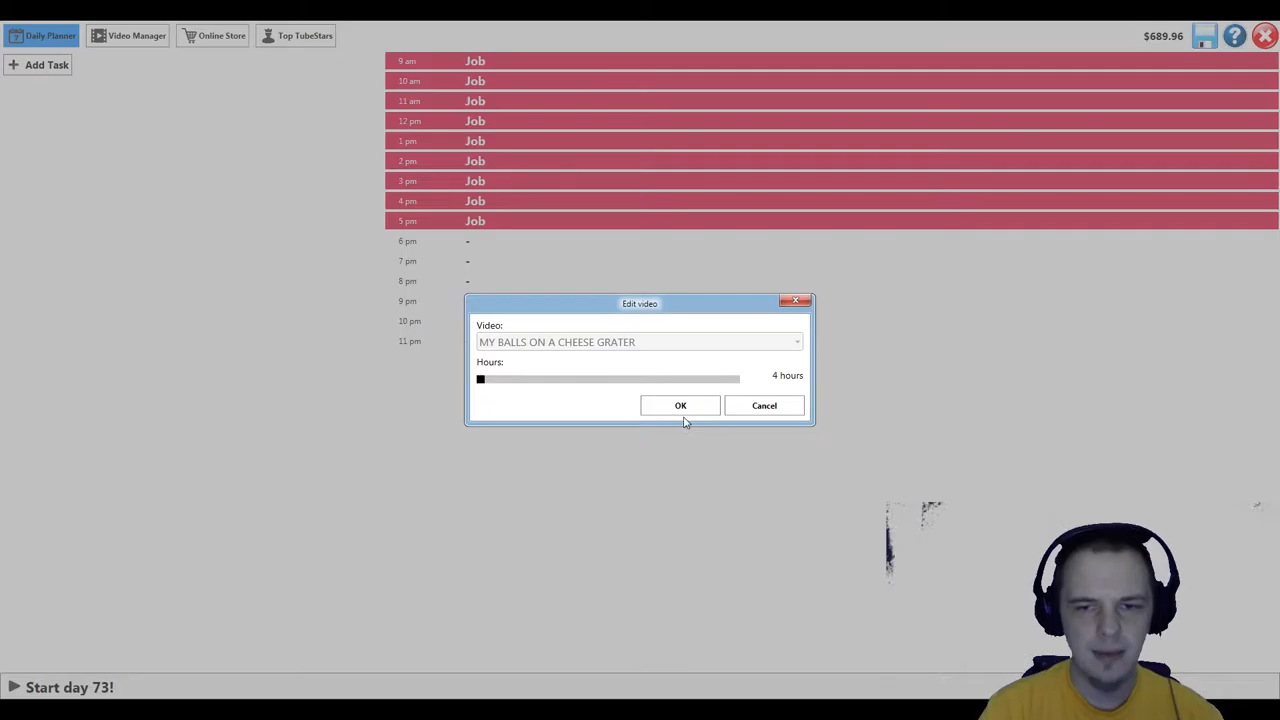 Daily Planner Video Manager Online Store Top TubeStars $689.96
+ Add Task
9 am Job
10 am Job
11 am Job
12 pm Job
1 pm Job
2 pm Job
3 pm Job
4 pm Job
5 pm Job
6 pm -
7 pm -
8 pm -
9 pm
10 pm
11 pm
Edit video
Video:
MY BALLS ON A CHEESE GRATER
Hours:
4 hours
OK Cancel
Start day 73!